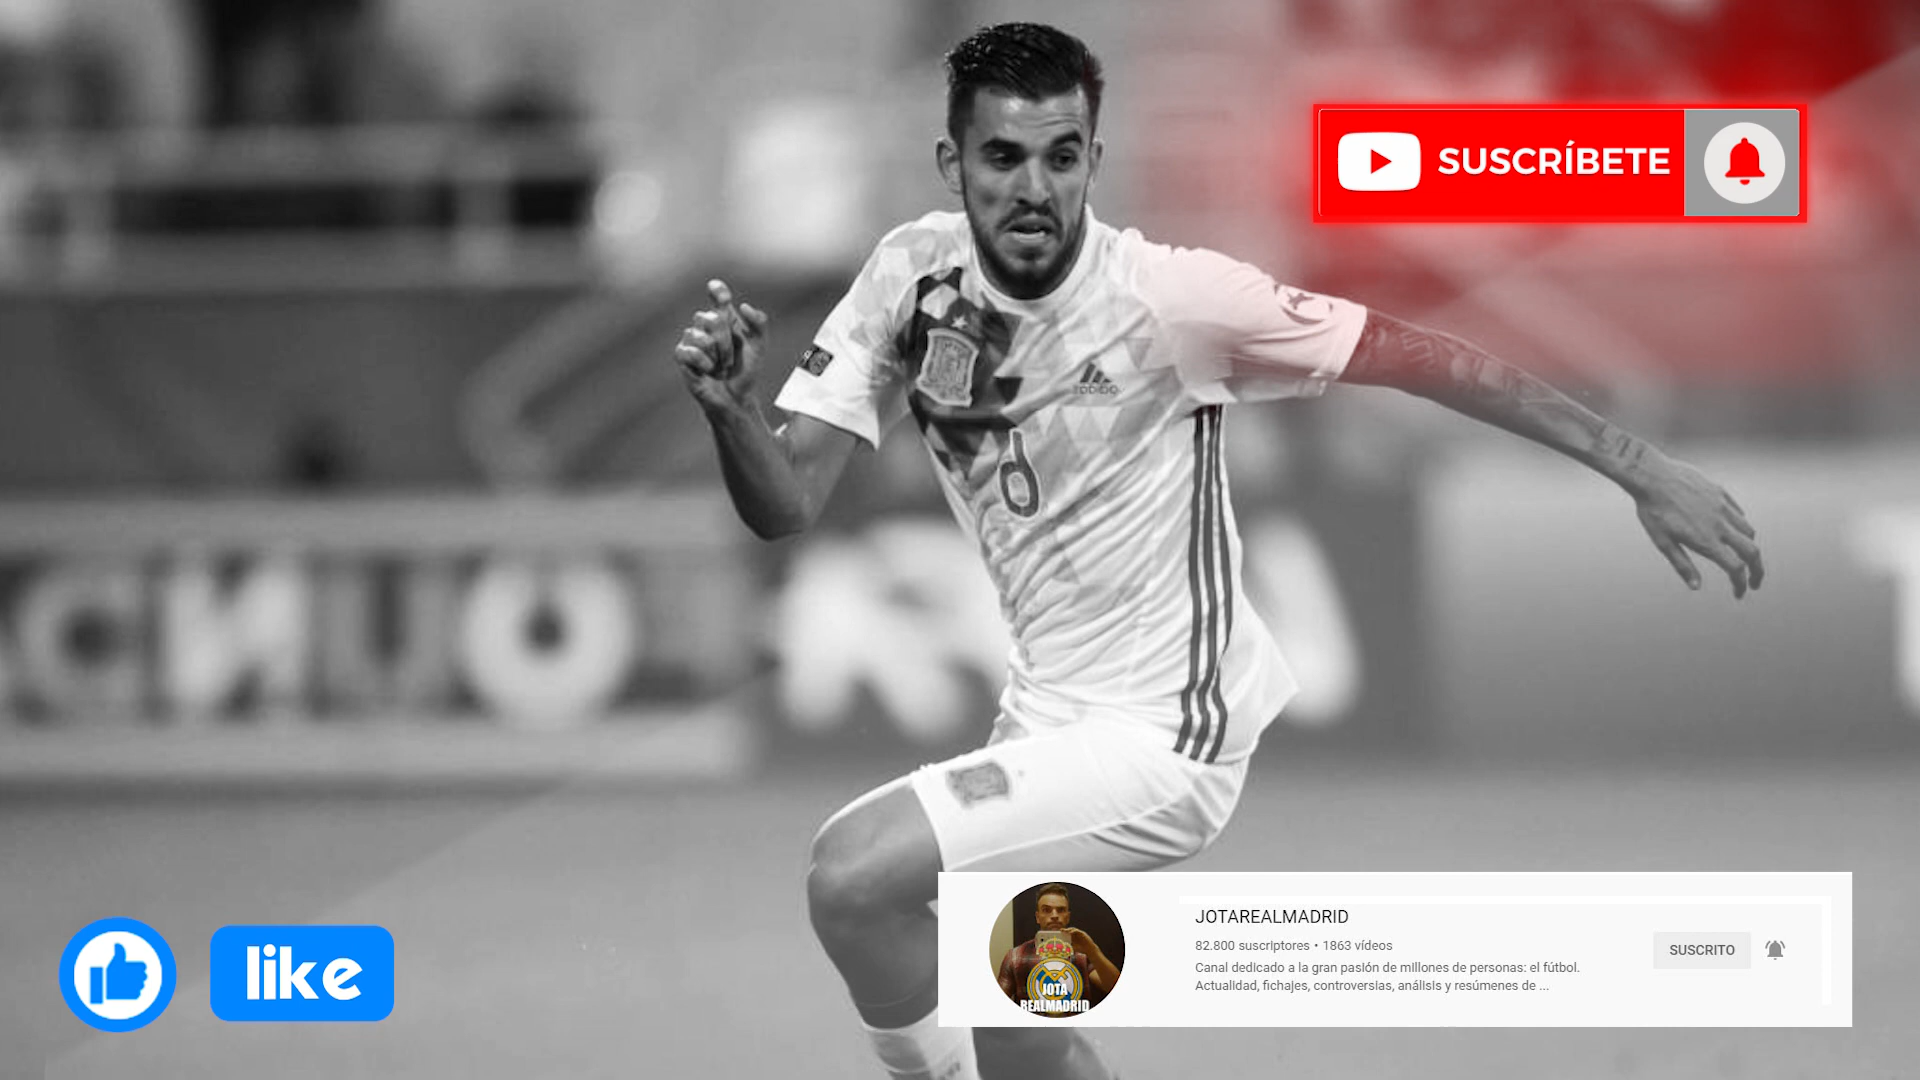 SUSCRÍBETE
6
like
JOTAREALMADRID
82.800 suscriptores • 1863 vídeos
Canal dedicado a la gran pasión de millones de personas: el fútbol.
Actualidad, fichajes, controversias, análisis y resúmenes de ...
SUSCRITO
JOTA
REALMADRID